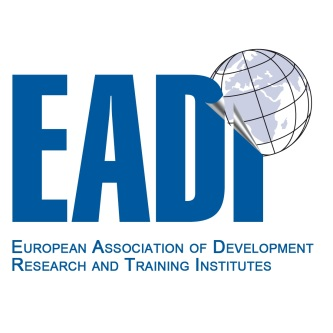 EADI
European Association of Development
Research and Training Institutes